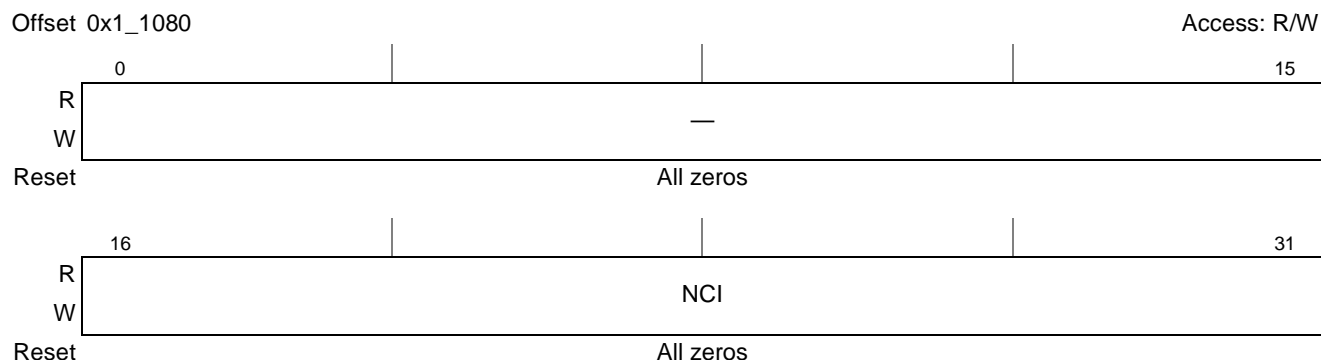 Offset 0x1_1080 Access: R/W
0 15
R
—
W
Reset All zeros
16 31
R
NCI
W
Reset All zeros